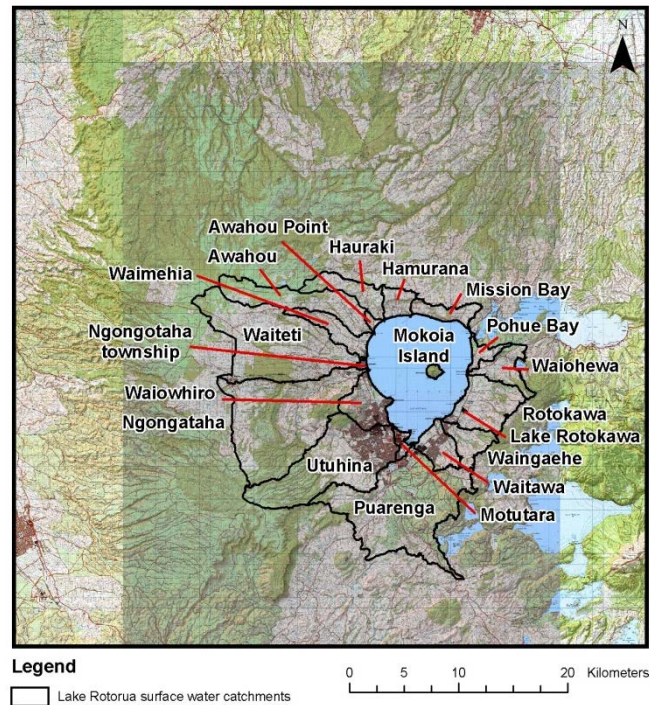 N
Awahou Point
Hauraki
Awahou
Hamurana
Waimehia
Mission Bay
Mokoia
Island
Pohue Bay
Waiteti
Ngongotaha
township
Waiohewa
Waiowhiro
Rotokawa
Ngongataha
Lake Rotokawa
Waingaehe
Utuhina
Waitawa
Puarenga
Motutara
Legend
Lake Rotorua surface water catchments
0 5 10 20 Kilometers